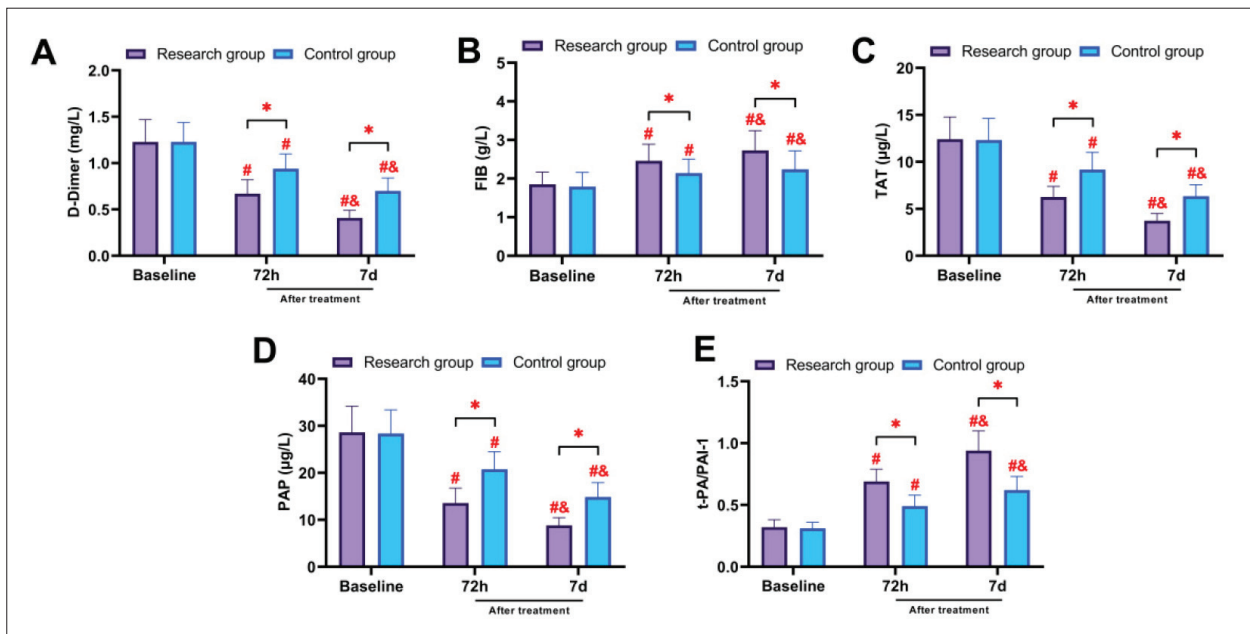 A
Research group Control group
D-Dimer (mg/L)
2.0
1.5
1.0
0.5
0.0
*
*
# #
#& #&
Baseline 72h 7d
After treatment
B
Research group Control group
FIB (g/L)
5
4
3
2
1
0
*
*
# #
#& #&
Baseline 72h 7d
After treatment
C
Research group Control group
TAT (μg/L)
20
15
10
5
0
*
*
# #
#& #&
Baseline 72h 7d
After treatment
D
Research group Control group
PAP (μg/L)
40
30
20
10
0
*
*
# #
#& #&
Baseline 72h 7d
After treatment
E
Research group Control group
t-PA/PAI-1
1.5
1.0
0.5
0.0
*
*
# #
#& #&
Baseline 72h 7d
After treatment